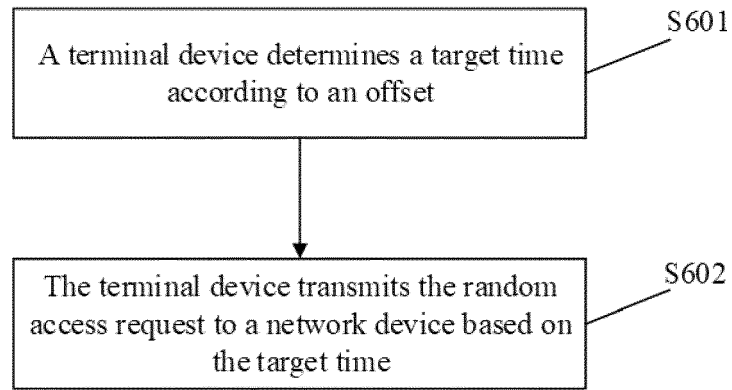 S601
A terminal device determines a target time
according to an offset
S602
The terminal device transmits the random
access request to a network device based on
the target time